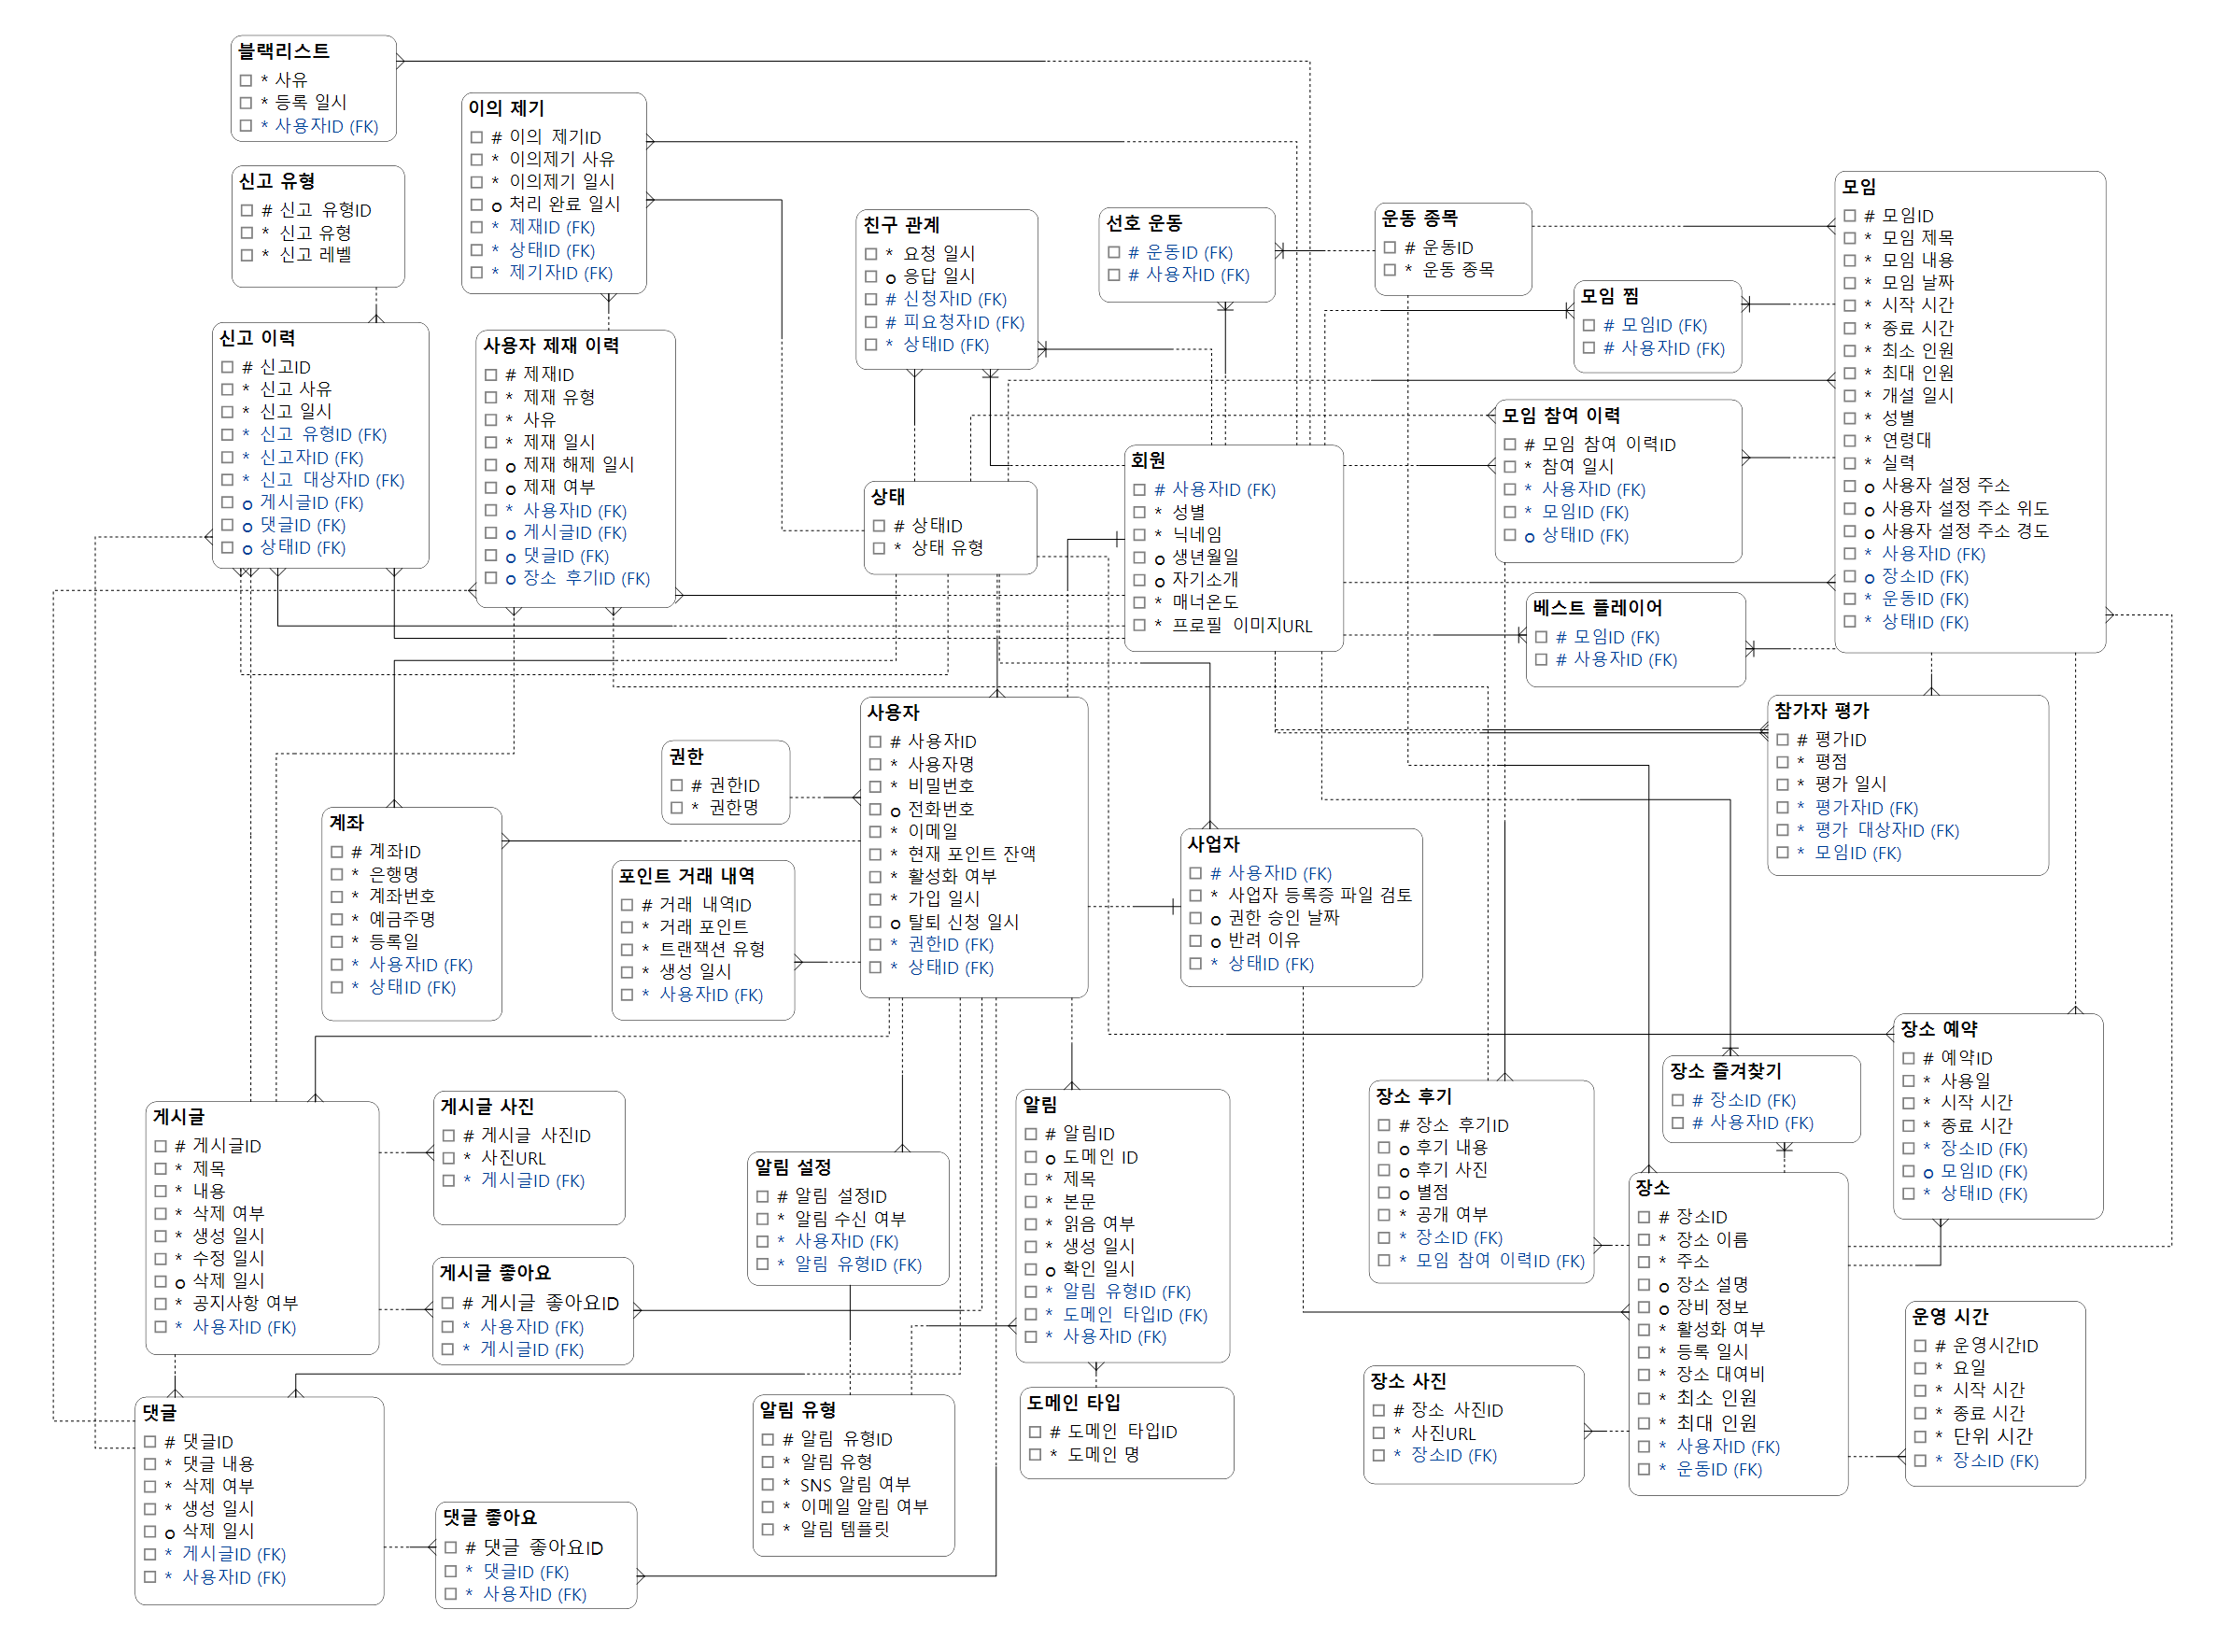 블랙리스트
* 사유
* 등록 일시
* 사용자ID (FK)
신고 유형
# 신고 유형ID
* 신고 유형
* 신고 레벨
이의 제기
# 이의 제기ID
* 이의제기 사유
* 이의제기 일시
o 처리 완료 일시
* 제재ID (FK)
* 상태ID (FK)
* 제기자ID (FK)
친구 관계
* 요청 일시
o 응답 일시
# 신청자ID (FK)
# 피요청자ID (FK)
* 상태ID (FK)
선호 운동
# 운동ID (FK)
# 사용자ID (FK)
운동 종목
# 운동ID
* 운동 종목
모임 찜
# 모임ID (FK)
# 사용자ID (FK)
모임
# 모임ID
* 모임 제목
* 모임 내용
* 모임 날짜
* 시작 시간
* 종료 시간
* 최소 인원
* 최대 인원
* 개설 일시
* 성별
* 연령대
* 실력
o 사용자 설정 주소
o 사용자 설정 주소 위도
o 사용자 설정 주소 경도
* 사용자ID (FK)
o 장소ID (FK)
* 운동ID (FK)
* 상태ID (FK)
신고 이력
# 신고ID
* 신고 사유
* 신고 일시
* 신고 유형ID (FK)
* 신고자ID (FK)
* 신고 대상자ID (FK)
o 게시글ID (FK)
o 댓글ID (FK)
o 상태ID (FK)
사용자 제재 이력
# 제재ID
* 제재 유형
* 사유
* 제재 일시
o 제재 해제 일시
o 제재 여부
* 사용자ID (FK)
o 게시글ID (FK)
o 댓글ID (FK)
o 장소 후기ID (FK)
상태
# 상태ID
* 상태 유형
회원
# 사용자ID (FK)
* 성별
* 닉네임
o 생년월일
o 자기소개
* 매너온도
* 프로필 이미지URL
모임 참여 이력
# 모임 참여 이력ID
* 참여 일시
* 사용자ID (FK)
* 모임ID (FK)
o 상태ID (FK)
베스트 플레이어
# 모임ID (FK)
# 사용자ID (FK)
참가자 평가
# 평가ID
* 평점
* 평가 일시
* 평가자ID (FK)
* 평가 대상자ID (FK)
* 모임ID (FK)
권한
# 권한ID
* 권한명
사용자
# 사용자ID
* 사용자명
* 비밀번호
o 전화번호
* 이메일
* 현재 포인트 잔액
* 활성화 여부
* 가입 일시
o 탈퇴 신청 일시
* 권한ID (FK)
* 상태ID (FK)
계좌
# 계좌ID
* 은행명
* 계좌번호
* 예금주명
* 등록일
* 사용자ID (FK)
* 상태ID (FK)
포인트 거래 내역
# 거래 내역ID
* 거래 포인트
* 트랜잭션 유형
* 생성 일시
* 사용자ID (FK)
사업자
# 사용자ID (FK)
* 사업자 등록증 파일 검토
o 권한 승인 날짜
o 반려 이유
* 상태ID (FK)
장소 예약
# 예약ID
* 사용일
* 시작 시간
* 종료 시간
* 장소ID (FK)
o 모임ID (FK)
* 상태ID (FK)
장소 즐겨찾기
# 장소ID (FK)
# 사용자ID (FK)
게시글
# 게시글ID
* 제목
* 내용
* 삭제 여부
* 생성 일시
* 수정 일시
o 삭제 일시
* 공지사항 여부
* 사용자ID (FK)
게시글 사진
# 게시글 사진ID
* 사진URL
* 게시글ID (FK)
게시글 좋아요
# 게시글 좋아요ID
* 사용자ID (FK)
* 게시글ID (FK)
알림 설정
# 알림 설정ID
* 알림 수신 여부
* 사용자ID (FK)
* 알림 유형ID (FK)
알림
# 알림ID
o 도메인 ID
* 제목
* 본문
* 읽음 여부
* 생성 일시
o 확인 일시
* 알림 유형ID (FK)
* 도메인 타입ID (FK)
* 사용자ID (FK)
장소 후기
# 장소 후기ID
o 후기 내용
o 후기 사진
o 별점
* 공개 여부
* 장소ID (FK)
* 모임 참여 이력ID (FK)
장소
# 장소ID
* 장소 이름
* 주소
o 장소 설명
o 장비 정보
* 활성화 여부
* 등록 일시
* 장소 대여비
* 최소 인원
* 최대 인원
* 사용자ID (FK)
* 운동ID (FK)
운영 시간
# 운영시간ID
* 요일
* 시작 시간
* 종료 시간
* 단위 시간
* 장소ID (FK)
장소 사진
# 장소 사진ID
* 사진URL
* 장소ID (FK)
댓글
# 댓글ID
* 댓글 내용
* 삭제 여부
* 생성 일시
o 삭제 일시
* 게시글ID (FK)
* 사용자ID (FK)
댓글 좋아요
# 댓글 좋아요ID
* 댓글ID (FK)
* 사용자ID (FK)
알림 유형
# 알림 유형ID
* 알림 유형
* SNS 알림 여부
* 이메일 알림 여부
* 알림 템플릿
도메인 타입
# 도메인 타입ID
* 도메인 명